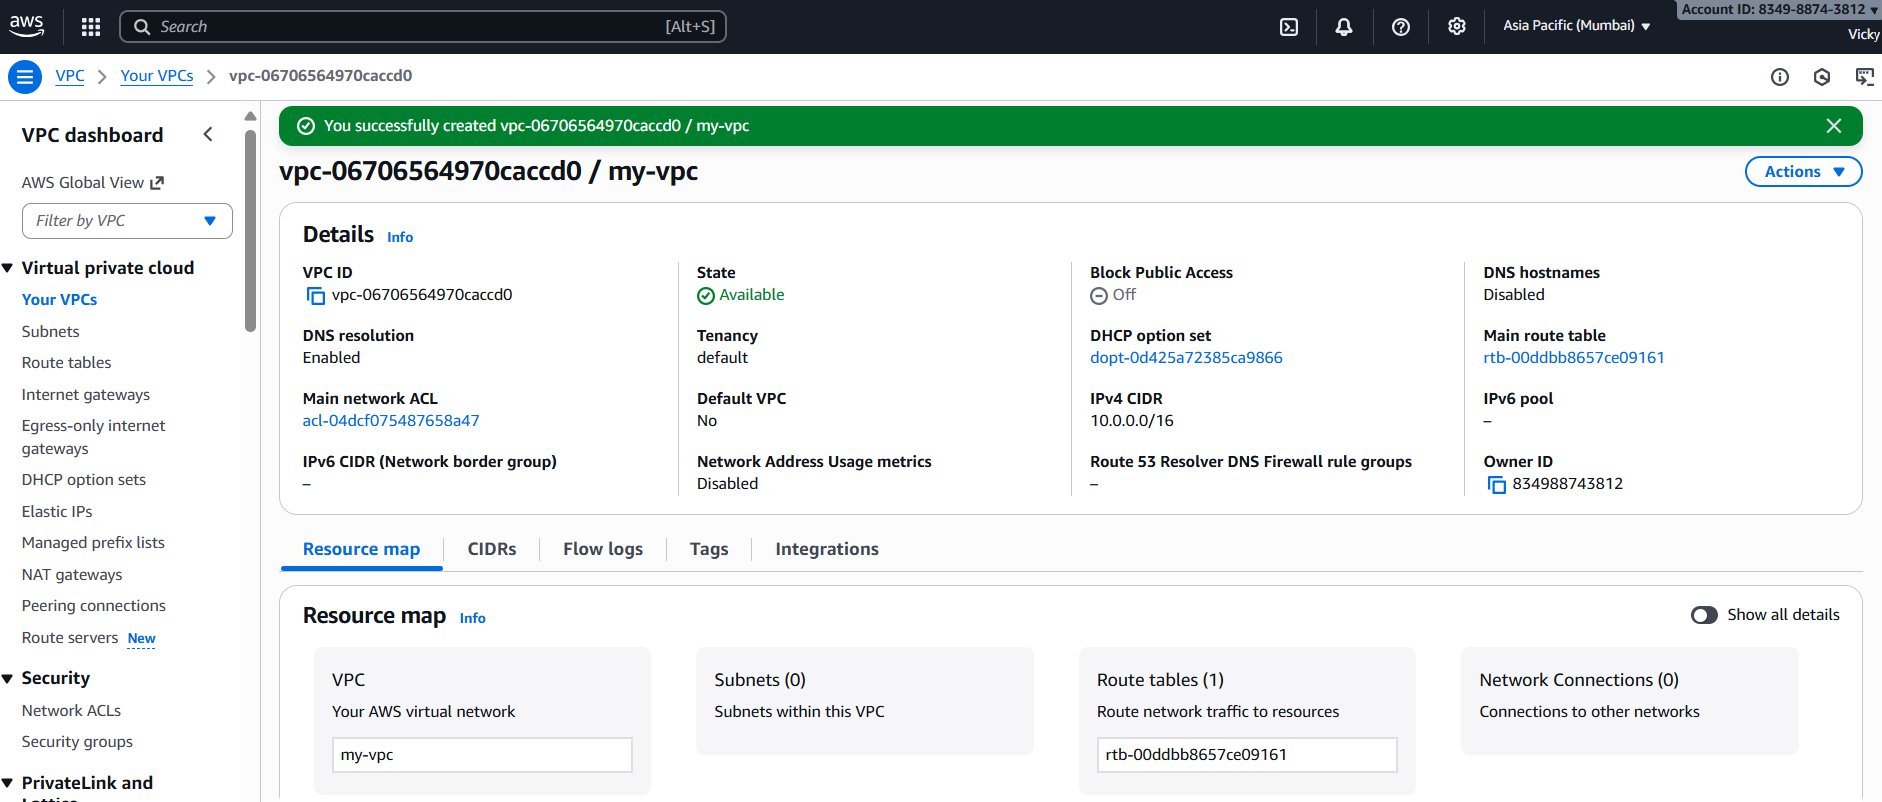 aws
Search
[Alt+S]
Asia Pacific (Mumbai)
Account ID: 8349-8874-3812
Vicky
VPC
Your VPCs
vpc-06706564970caccd0
VPC dashboard
AWS Global View
Filter by VPC
Virtual private cloud
Your VPCs
Subnets
Route tables
Internet gateways
Egress-only internet
gateways
DHCP option sets
Elastic IPs
Managed prefix lists
NAT gateways
Peering connections
Route servers New
Security
Network ACLs
Security groups
PrivateLink and
Lattice
You successfully created vpc-06706564970caccd0 / my-vpc
vpc-06706564970caccd0 / my-vpc
Actions
Details Info
VPC ID
vpc-06706564970caccd0
State
Available
Block Public Access
Off
DNS hostnames
Disabled
DNS resolution
Enabled
Tenancy
default
DHCP option set
dopt-0d425a72385ca9866
Main route table
rtb-00ddbb8657ce09161
Main network ACL
acl-04dcf075487658a47
Default VPC
No
IPv4 CIDR
10.0.0.0/16
IPv6 pool
–
IPv6 CIDR (Network border group)
–
Network Address Usage metrics
Disabled
Route 53 Resolver DNS Firewall rule groups
–
Owner ID
834988743812
Resource map
CIDRs
Flow logs
Tags
Integrations
Resource map Info
Show all details
VPC
Your AWS virtual network
my-vpc
Subnets (0)
Subnets within this VPC
Route tables (1)
Route network traffic to resources
rtb-00ddbb8657ce09161
Network Connections (0)
Connections to other networks